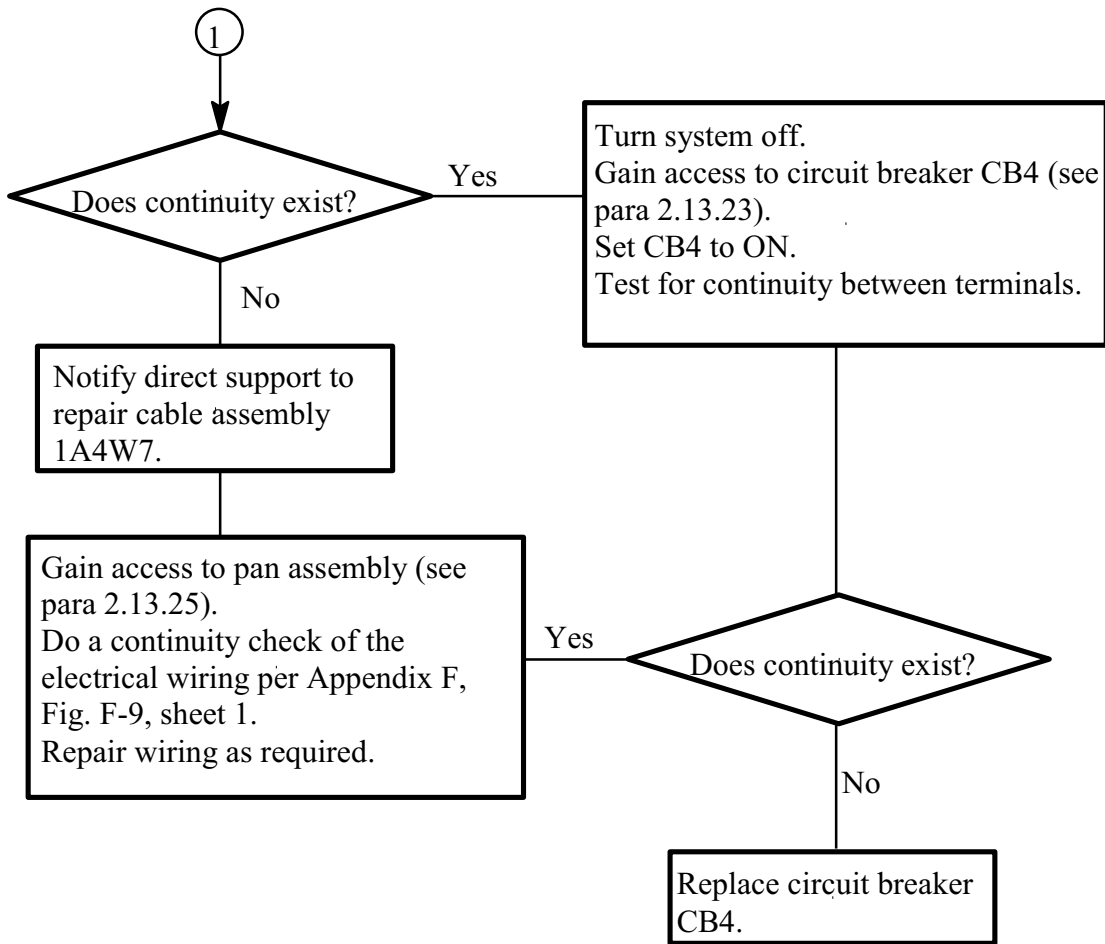 1
Does continuity exist?
Yes
Turn system off.
Gain access to circuit breaker CB4 (see
para 2.13.23).
Set CB4 to ON.
Test for continuity between terminals.
No
Notify direct support to
repair cable assembly
1A4W7.
Gain access to pan assembly (see
para 2.13.25).
Do a continuity check of the
electrical wiring per Appendix F,
Fig. F-9, sheet 1.
Repair wiring as required.
Yes
Does continuity exist?
No
Replace circuit breaker
CB4.